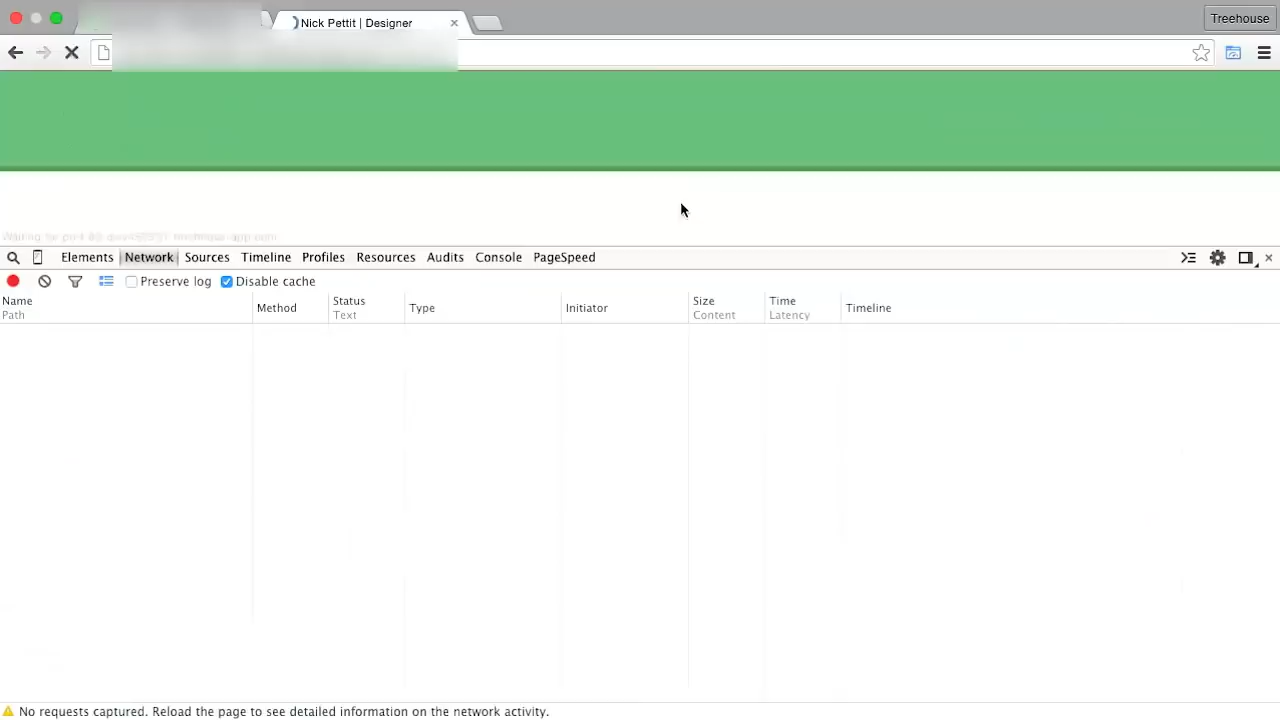 Nick Pettit | Designer
Treehouse
Elements Network Sources Timeline Profiles Resources Audits Console PageSpeed
Preserve log Disable cache
Name Method Status Type Initiator Size Time Timeline
Path Text Content Latency
No requests captured. Reload the page to see detailed information on the network activity.